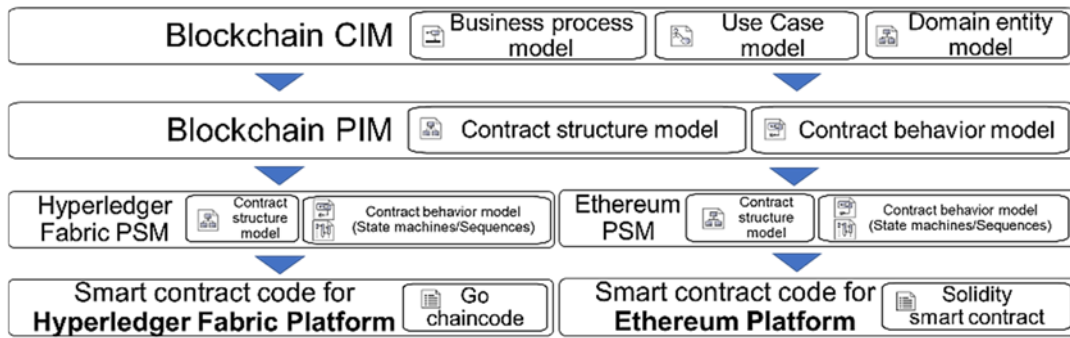 Blockchain CIM
Business process
model
Use Case
model
Domain entity
model
Blockchain PIM
Contract structure model
Contract behavior model
Hyperledger
Fabric PSM
Contract
structure
model
Contract behavior model
(State machines/Sequences)
Ethereum
PSM
Contract
structure
model
Contract behavior model
(State machines/Sequences)
Smart contract code for
Hyperledger Fabric Platform
Go
chaincode
Smart contract code for
Ethereum Platform
Solidity
smart contract